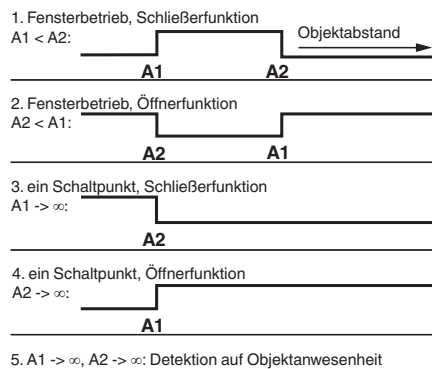 1. Fensterbetrieb, Schließerfunktion
A1 < A2:
Objektabstand
A1 A2
2. Fensterbetrieb, Öffnerfunktion
A2 < A1:
A2 A1
3. ein Schaltpunkt, Schließerfunktion
A1 -> ∞:
A2
4. ein Schaltpunkt, Öffnerfunktion
A2 -> ∞:
A1
5. A1 -> ∞, A2 -> ∞: Detektion auf Objektanwesenheit